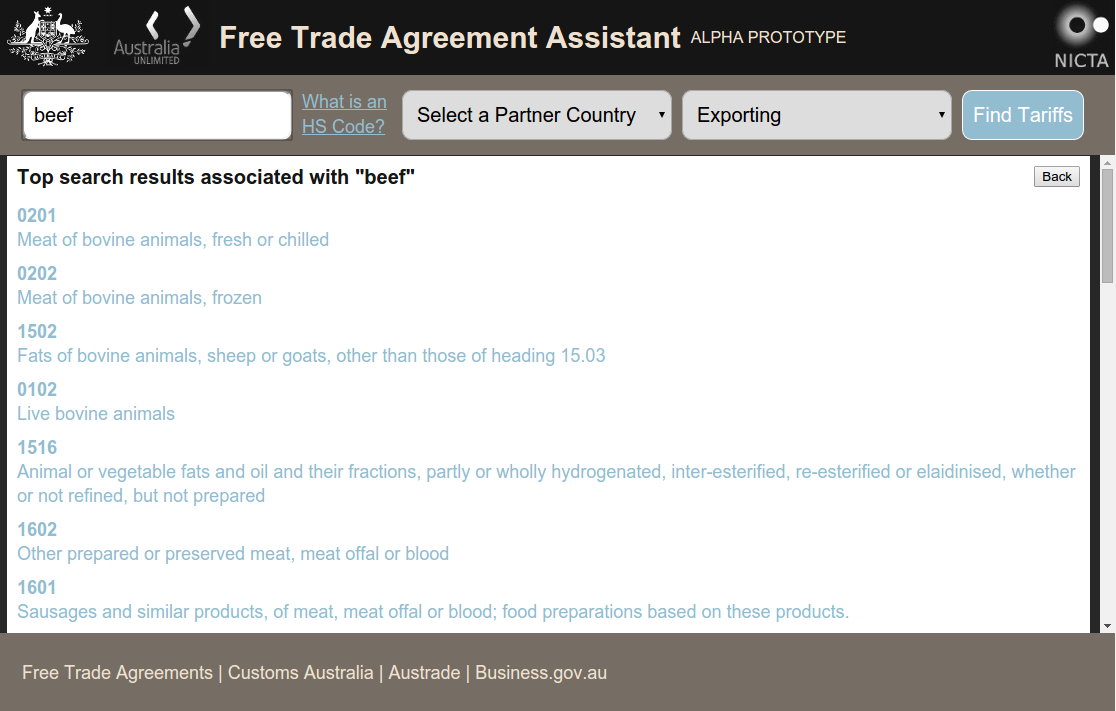 Australia
UNLIMITED
Free Trade Agreement Assistant ALPHA PROTOTYPE
NICTA
beef
What is an
HS Code?
Select a Partner Country
Exporting
Find Tariffs
Top search results associated with "beef"
Back
0201
Meat of bovine animals, fresh or chilled
0202
Meat of bovine animals, frozen
1502
Fats of bovine animals, sheep or goats, other than those of heading 15.03
0102
Live bovine animals
1516
Animal or vegetable fats and oil and their fractions, partly or wholly hydrogenated, inter-esterified, re-esterified or elaidinised, whether
or not refined, but not prepared
1602
Other prepared or preserved meat, meat offal or blood
1601
Sausages and similar products, of meat, meat offal or blood; food preparations based on these products.
Free Trade Agreements | Customs Australia | Austrade | Business.gov.au